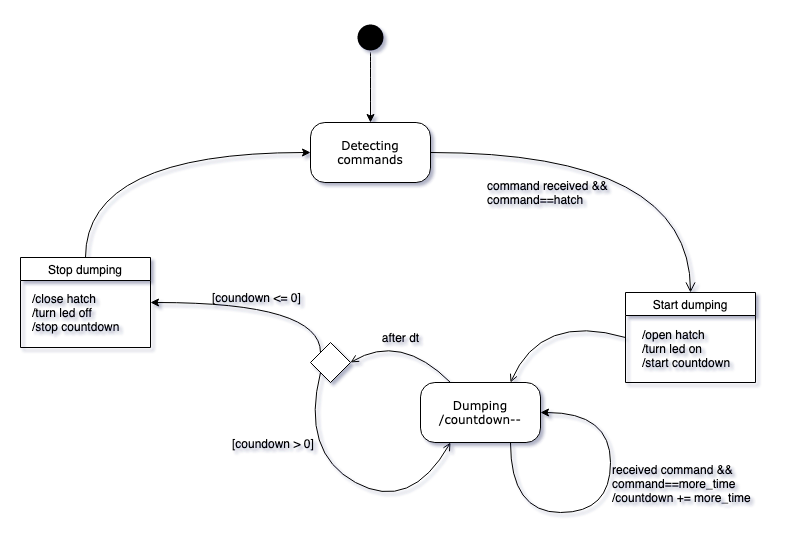 Detecting
commands
command received &&
command==hatch
Stop dumping
/close hatch
/turn led off
/stop countdown
[coundown <= 0]
Start dumping
/open hatch
/turn led on
/start countdown
after dt
Dumping
/countdown--
[coundown > 0]
received command &&
command==more_time
/countdown += more_time